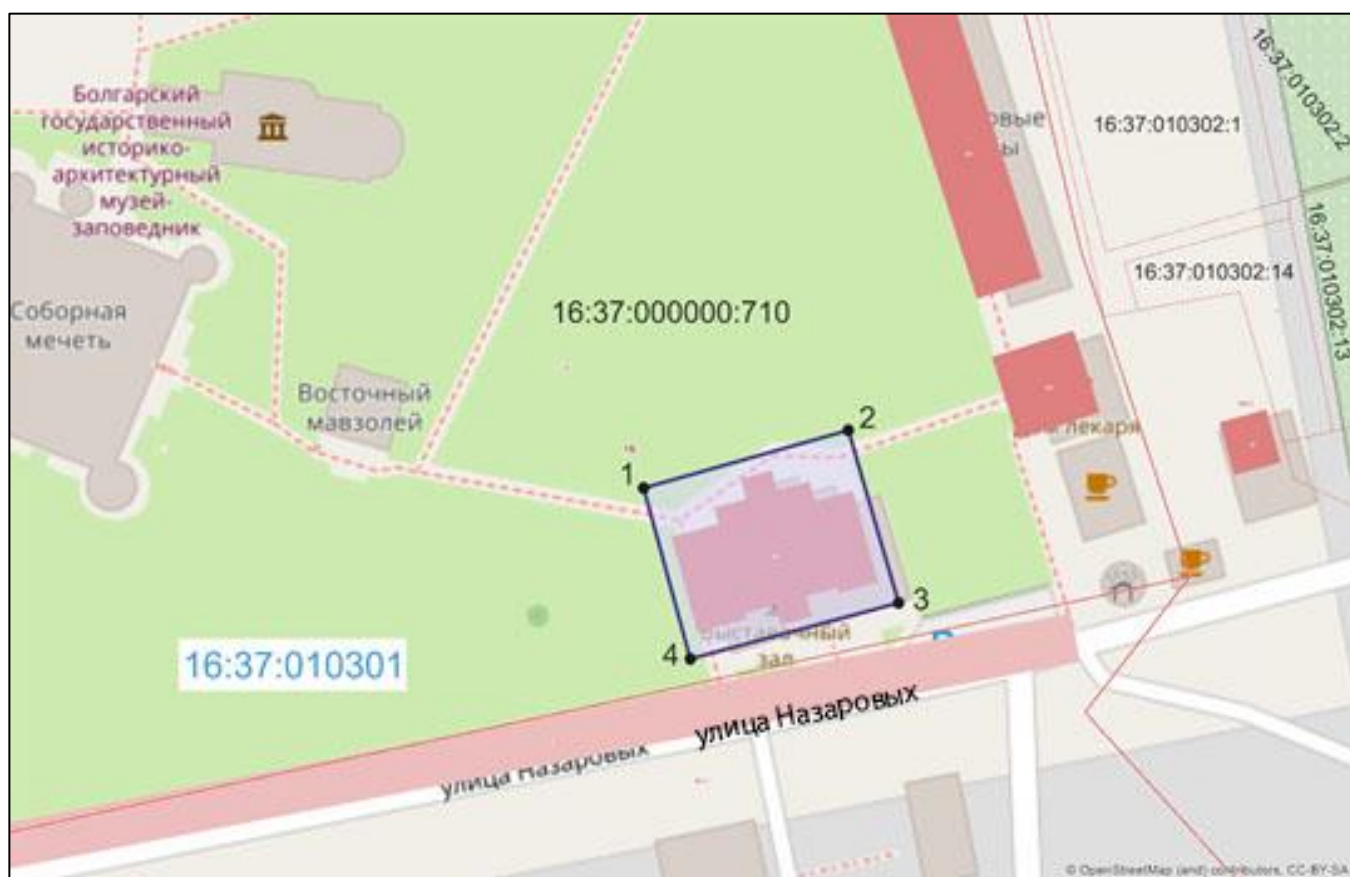 Болгарский
государственный
историко-
архитектурный
музей-
заповедник
Соборная
мечеть
Восточный
мавзолей
16:37:000000:710
16:37:010302:1
16:37:010302:2
16:37:010302:14
16:37:010302:13
лекаря
1
2
3
4
зал
16:37:010301
улица Назаровых
улица Назаровых
© OpenStreetMap (and) contributors, CC-BY-SA